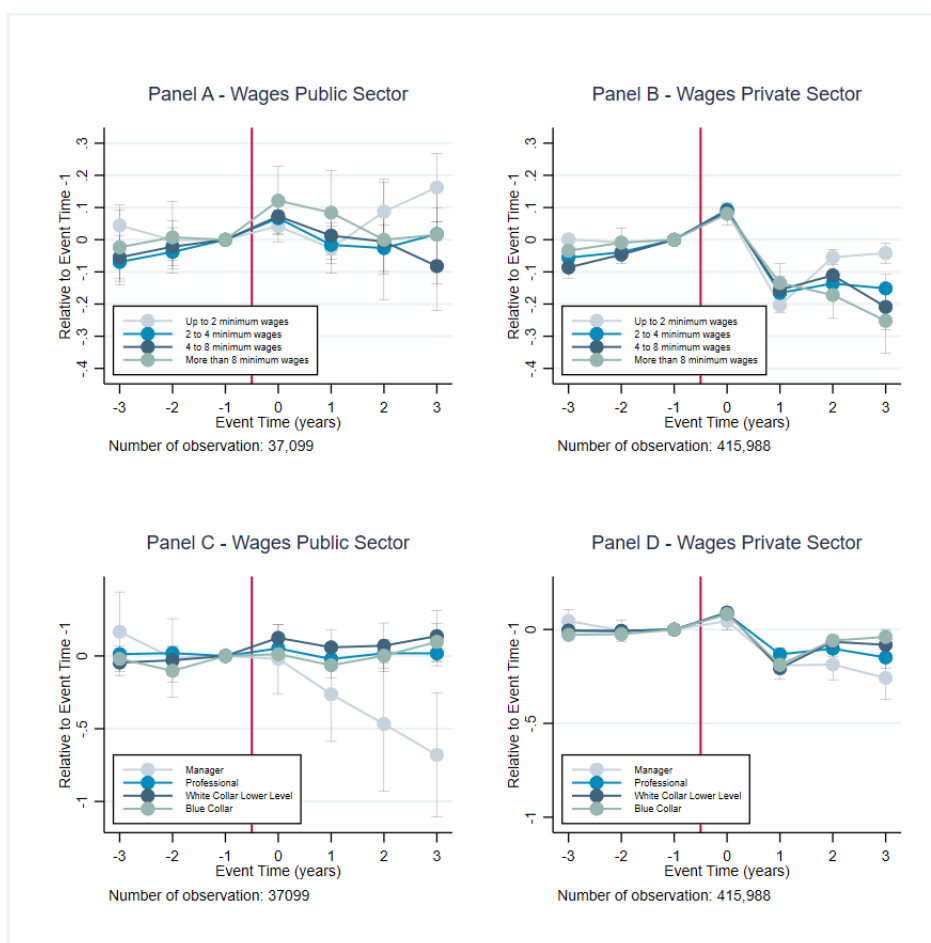 Panel A - Wages Public Sector
Relative to Event Time -1
.3
.2
.1
0
-.1
-.2
-.3
-.4
Up to 2 minimum wages
2 to 4 minimum wages
4 to 8 minimum wages
More than 8 minimum wages
-3 -2 -1 0 1 2 3
Event Time (years)
Number of observation: 37,099
Panel B - Wages Private Sector
Relative to Event Time -1
.3
.2
.1
0
-.1
-.2
-.3
-.4
Up to 2 minimum wages
2 to 4 minimum wages
4 to 8 minimum wages
More than 8 minimum wages
-3 -2 -1 0 1 2 3
Event Time (years)
Number of observation: 415,988
Panel C - Wages Public Sector
Relative to Event Time -1
0
-.5
-1
Manager
Professional
White Collar Lower Level
Blue Collar
-3 -2 -1 0 1 2 3
Event Time (years)
Number of observation: 37099
Panel D - Wages Private Sector
Relative to Event Time -1
0
-.5
-1
Manager
Professional
White Collar Lower Level
Blue Collar
-3 -2 -1 0 1 2 3
Event Time (years)
Number of observation: 415,988